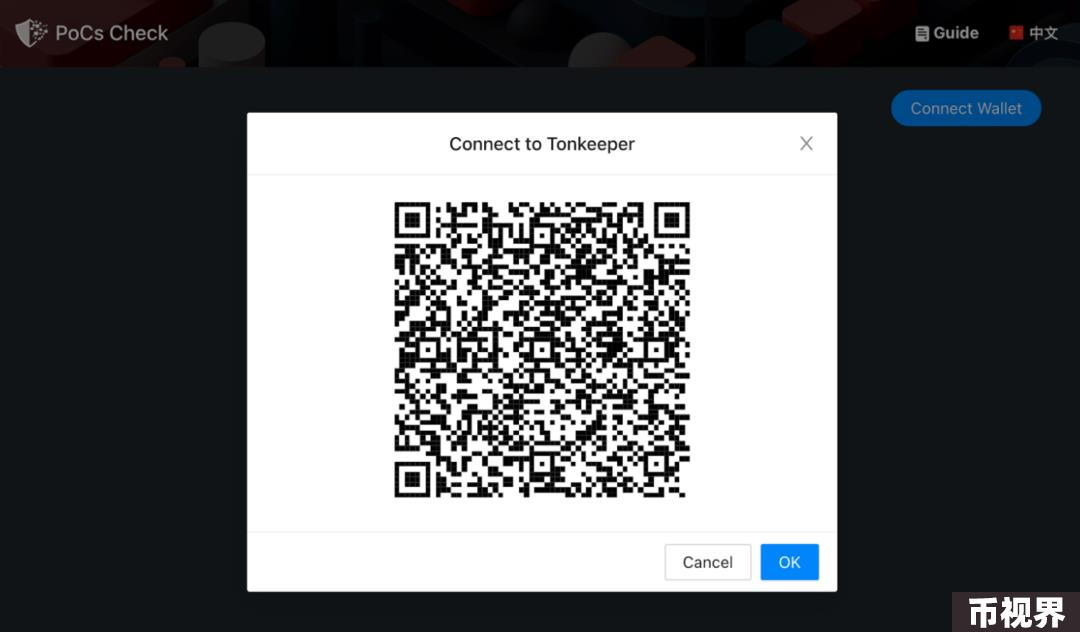 PoCs Check
Guide
中文
Connect Wallet
Connect to Tonkeeper
Cancel
OK
币视界